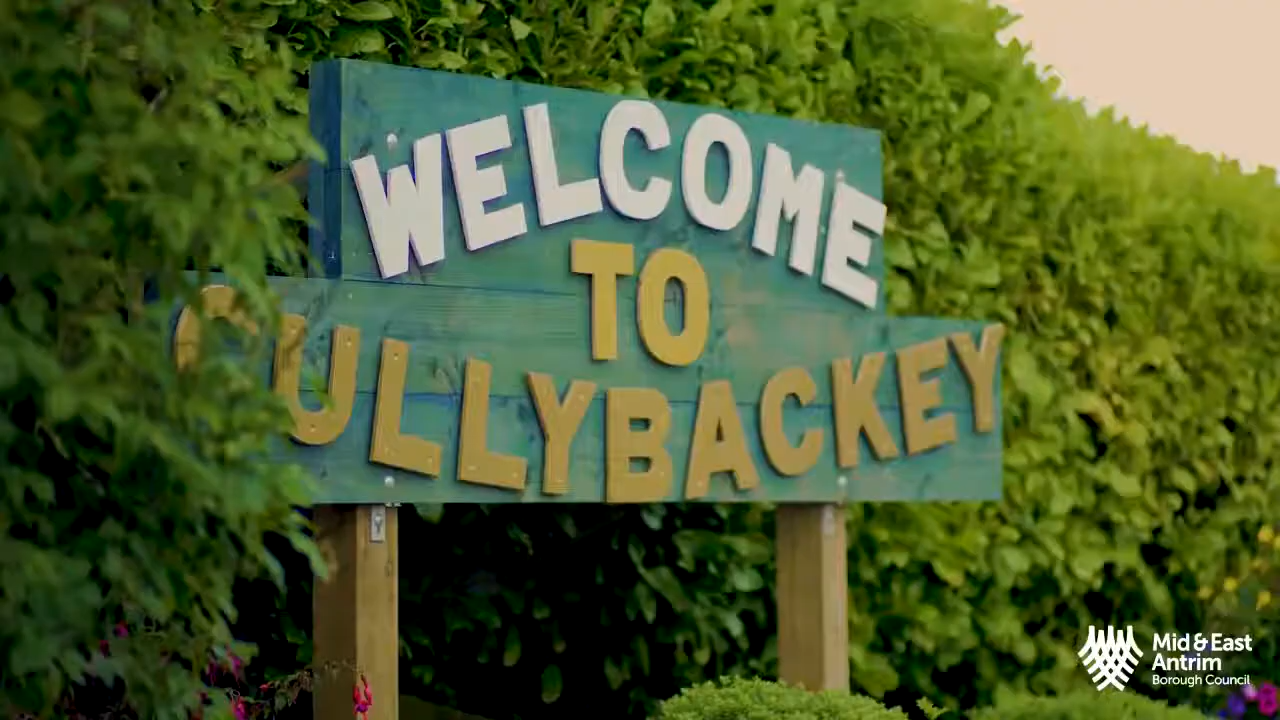 WELCOME
TO
CULLYBACKEY
Mid & East
Antrim
Borough Council